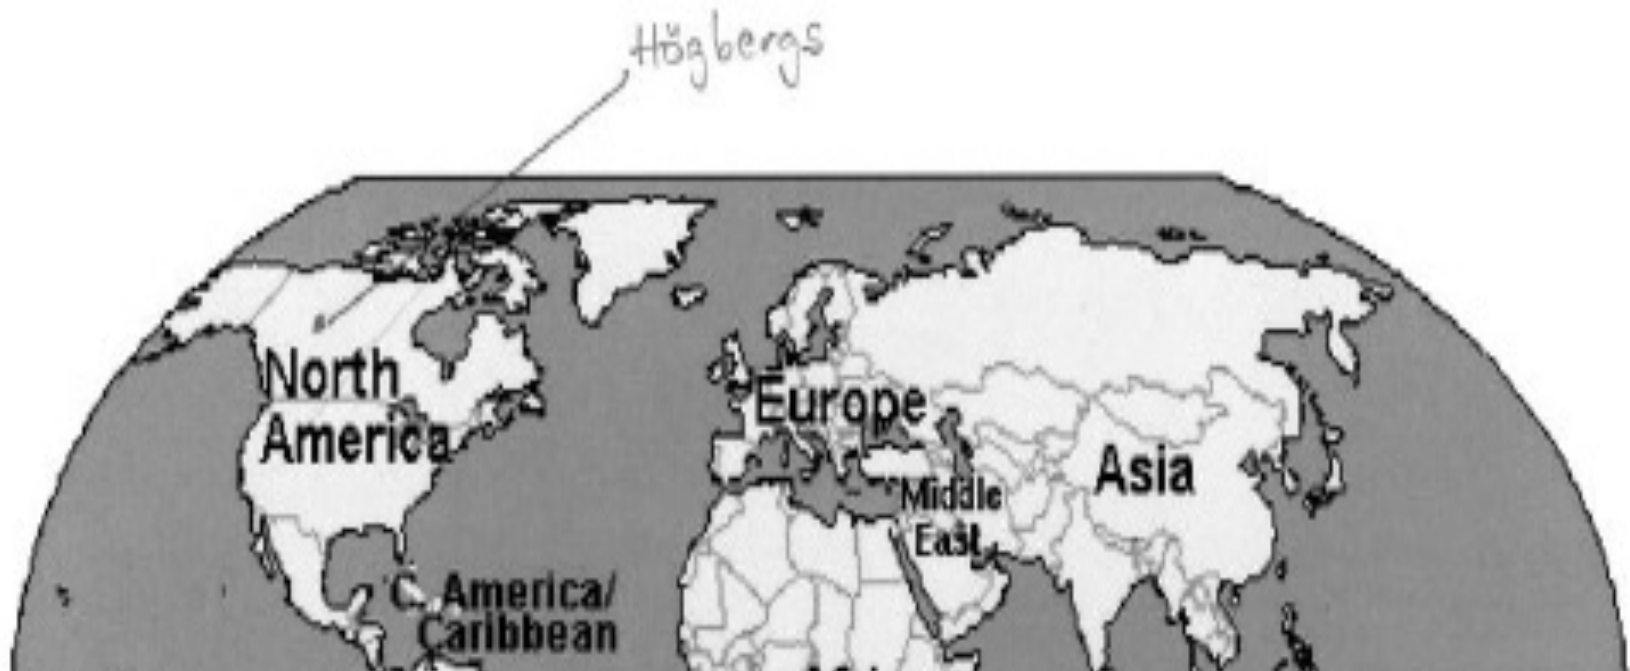 Högbergs
North
America
Europe
Asia
Middle
East
C. America/
Caribbean